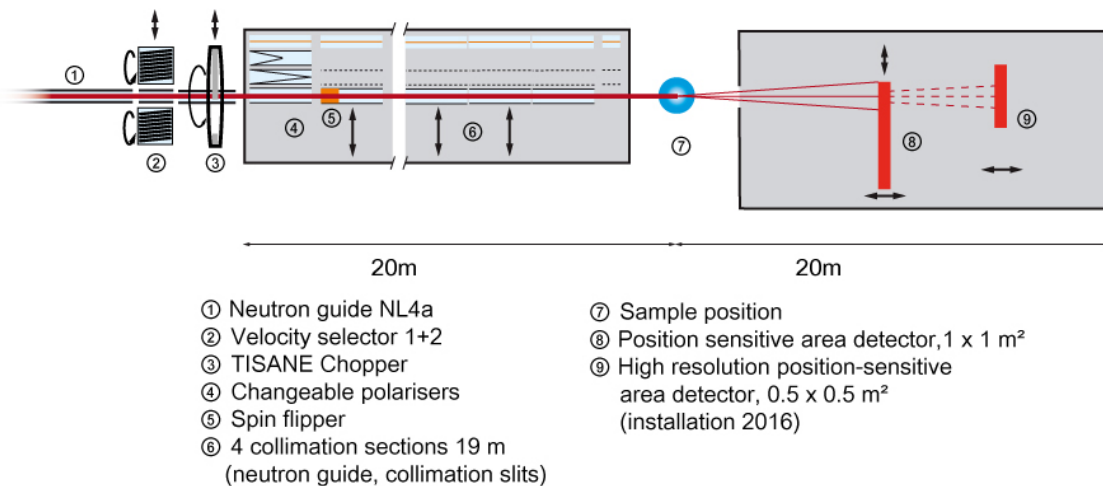 ①
②
③
④
⑤
⑥
⑦
⑧
⑨
20m
20m
① Neutron guide NL4a
② Velocity selector 1+2
③ TISANE Chopper
④ Changeable polarisers
⑤ Spin flipper
⑥ 4 collimation sections 19 m
(neutron guide, collimation slits)
⑦ Sample position
⑧ Position sensitive area detector,1 x 1 m²
⑨ High resolution position-sensitive
area detector, 0.5 x 0.5 m²
(installation 2016)